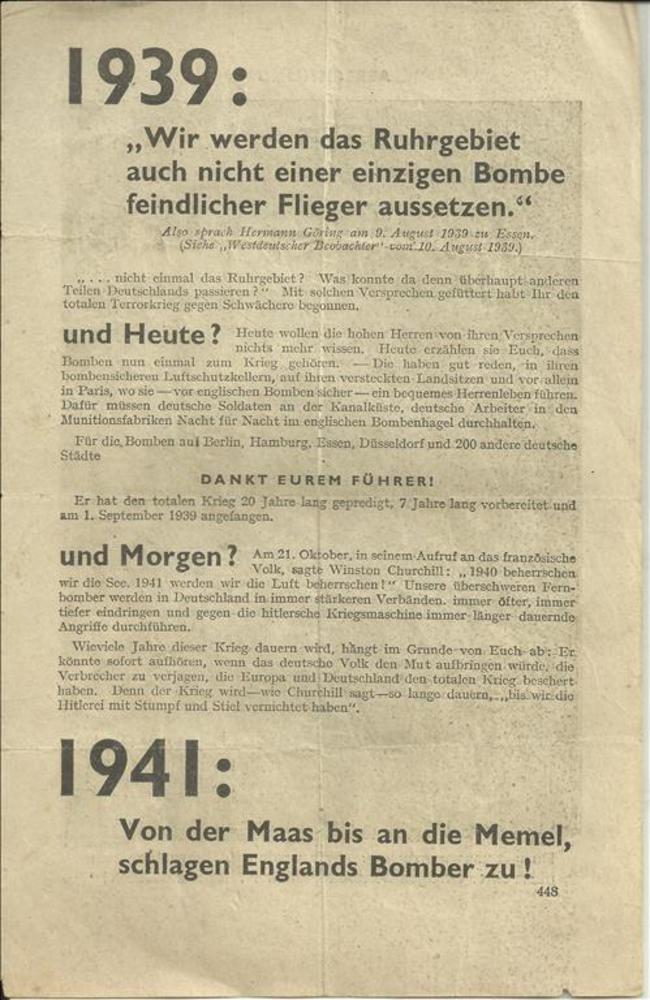 1939:
„Wir werden das Ruhrgebiet
auch nicht einer einzigen Bombe
feindlicher Flieger aussetzen.“
Also sprach Hermann Göring am 9. August 1939 zu Essen.
(Siehe „Westdeutscher Beobachter“ vom 10. August 1939.)
„ . . . nicht einmal das Ruhrgebiet? Was konnte da denn überhaupt anderen
Teilen Deutschlands passieren?“ Mit solchen Versprechen gefüttert habt Ihr den
totalen Terrorkrieg gegen Schwächere begonnen.
und Heute? Heute wollen die hohen Herren von ihren Versprechen
nichts mehr wissen. Heute erzählen sie Euch, dass
Bomben nun einmal zum Krieg gehören. — Die haben gut reden, in ihren
bombensicheren Luftschutzkellern, auf ihren versteckten Landsitzen und vor allem
in Paris, wo sie — vor englischen Bomben sicher — ein bequemes Herrenleben führen.
Dafür müssen deutsche Soldaten an der Kanalküste, deutsche Arbeiter in den
Munitionsfabriken Nacht für Nacht im englischen Bombenhagel durchhalten.
Für die Bomben auf Berlin, Hamburg, Essen, Düsseldorf und 200 andere deutsche
Städte
DANKT EUREM FÜHRER!
Er hat den totalen Krieg 20 Jahre lang gepredigt, 7 Jahre lang vorbereitet und
am 1. September 1939 angefangen.
und Morgen? Am 21. Oktober, in seinem Aufruf an das französische
Volk, sagte Winston Churchill: „1940 beherrschen
wir die See. 1941 werden wir die Luft beherrschen!“ Unsere überschweren Fern-
bomber werden in Deutschland in immer stärkeren Verbänden, immer öfter, immer
tiefer eindringen und gegen die hitlersche Kriegsmaschine immer länger dauernde
Angriffe durchführen.
Wieviele Jahre dieser Krieg dauern wird, hängt im Grunde von Euch ab: Er
könnte sofort aufhören, wenn das deutsche Volk den Mut aufbringen würde, die
Verbrecher zu verjagen, die Europa und Deutschland den totalen Krieg beschert
haben. Denn der Krieg wird—wie Churchill sagt—so lange dauern, „bis wir die
Hitlerei mit Stumpf und Stiel vernichtet haben“.
1941:
Von der Maas bis an die Memel,
schlagen Englands Bomber zu!
448